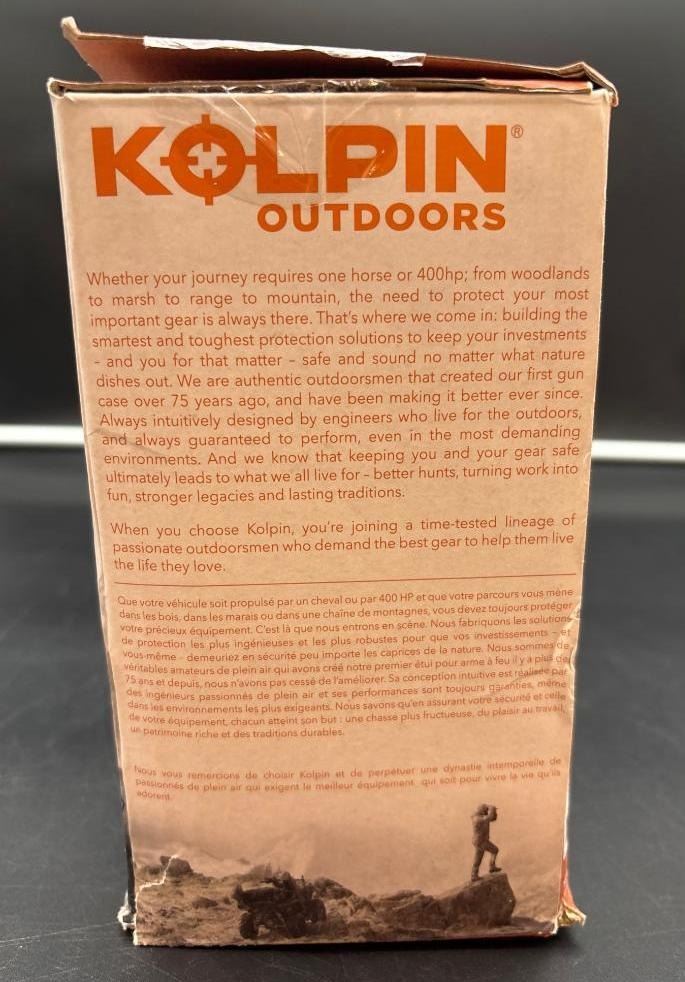 KOLPIN®
OUTDOORS
Whether your journey requires one horse or 400hp; from woodlands
to marsh to range to mountain, the need to protect your most
important gear is always there. That's where we come in: building the
smartest and toughest protection solutions to keep your investments
- and you for that matter – safe and sound no matter what nature
dishes out. We are authentic outdoorsmen that created our first gun
case over 75 years ago, and have been making it better ever since.
Always intuitively designed by engineers who live for the outdoors,
and always guaranteed to perform, even in the most demanding
environments. And we know that keeping you and your gear safe
ultimately leads to what we all live for – better hunts, turning work into
fun, stronger legacies and lasting traditions.
When you choose Kolpin, you're joining a time-tested lineage of
passionate outdoorsmen who demand the best gear to help them live
the life they love.
Que votre véhicule soit propulsé par un cheval ou par 400 HP et que votre parcours vous mène
dans les bois, dans les marais ou dans une chaîne de montagnes, vous devez toujours protéger
votre précieux équipement. C'est là que nous entrons en scène. Nous fabriquons les solutions
de protection les plus ingénieuses et les plus robustes pour que vos investissements – et
vous-même – demeuriez en sécurité peu importe les caprices de la nature. Nous sommes de
véritables amateurs de plein air qui avons créé notre premier étui pour arme à feu il y a plus de
75 ans et depuis, nous n'avons pas cessé de l'améliorer. Sa conception intuitive est réalisée par
des ingénieurs passionnés de plein air et ses performances sont toujours garanties, même
dans les environnements les plus exigeants. Nous savons qu'en assurant votre sécurité et celle
de votre équipement, chacun atteint son but : une chasse plus fructueuse, du plaisir au travail,
un patrimoine riche et des traditions durables.
Nous vous remercions de choisir Kolpin et de perpétuer une dynastie intemporelle de
passionnés de plein air qui exigent le meilleur équipement qui soit pour vivre la vie qu'ils
adorent.